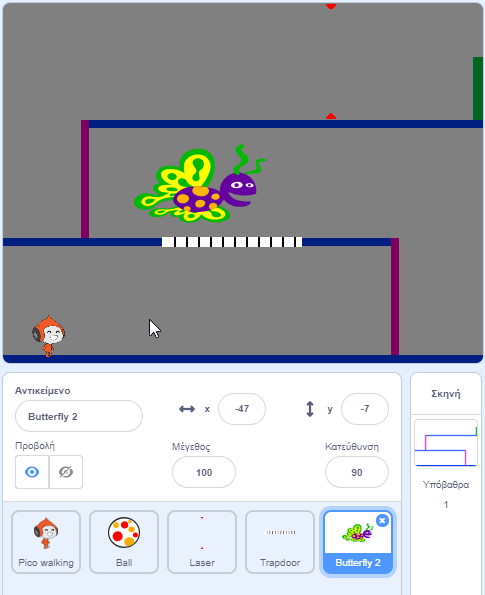 Αντικείμενο
Σκηνή
Butterfly 2
x
-47
y
-7
Προβολή
Μέγεθος
Κατεύθυνση
100
90
Υπόβαθρα
1
Pico walking
Ball
Laser
Trapdoor
Butterfly 2